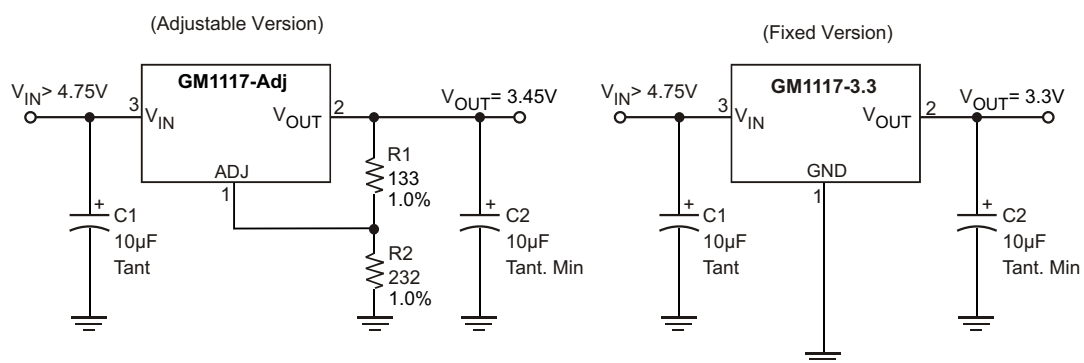 (Adjustable Version)
GM1117-Adj
VIN> 4.75V
3
VIN
VOUT
2
VOUT= 3.45V
ADJ
1
R1
133
1.0%
R2
232
1.0%
+
C1
10µF
Tant
+
C2
10µF
Tant. Min
(Fixed Version)
GM1117-3.3
VIN> 4.75V
3
VIN
VOUT
2
VOUT= 3.3V
GND
1
+
C1
10µF
Tant
+
C2
10µF
Tant. Min